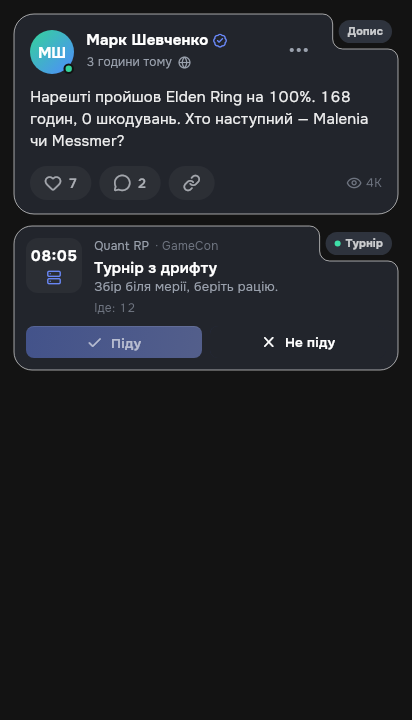 Допис
МШ
Марк Шевченко
3 години тому
Нарешті пройшов Elden Ring на 100%. 168
годин, 0 шкодувань. Хто наступний — Malenia
чи Messmer?
7
2
4K
Турнір
08:05
Quant RP · GameCon
Турнір з дрифту
Збір біля мерії, беріть рацію.
Іде: 12
Піду
Не піду